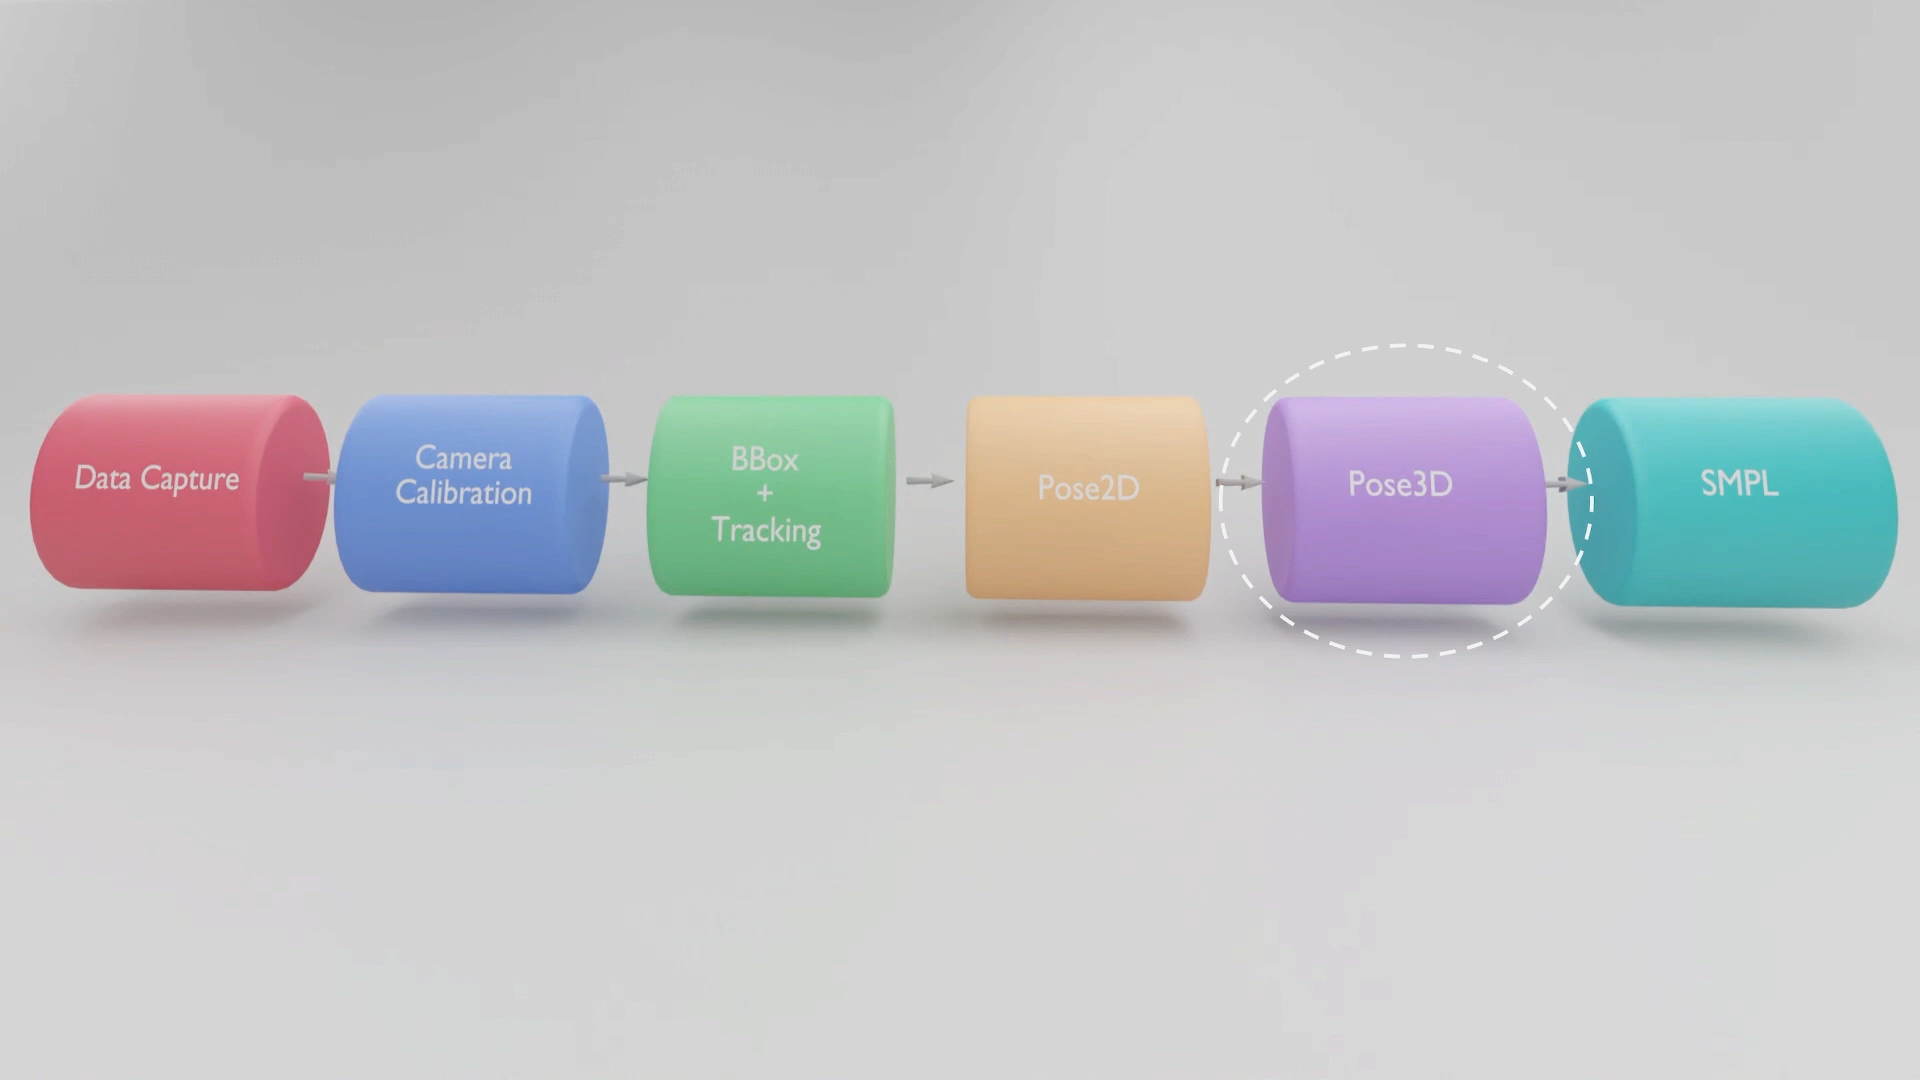 Data Capture
Camera
Calibration
BBox
+
Tracking
Pose2D
Pose3D
SMPL